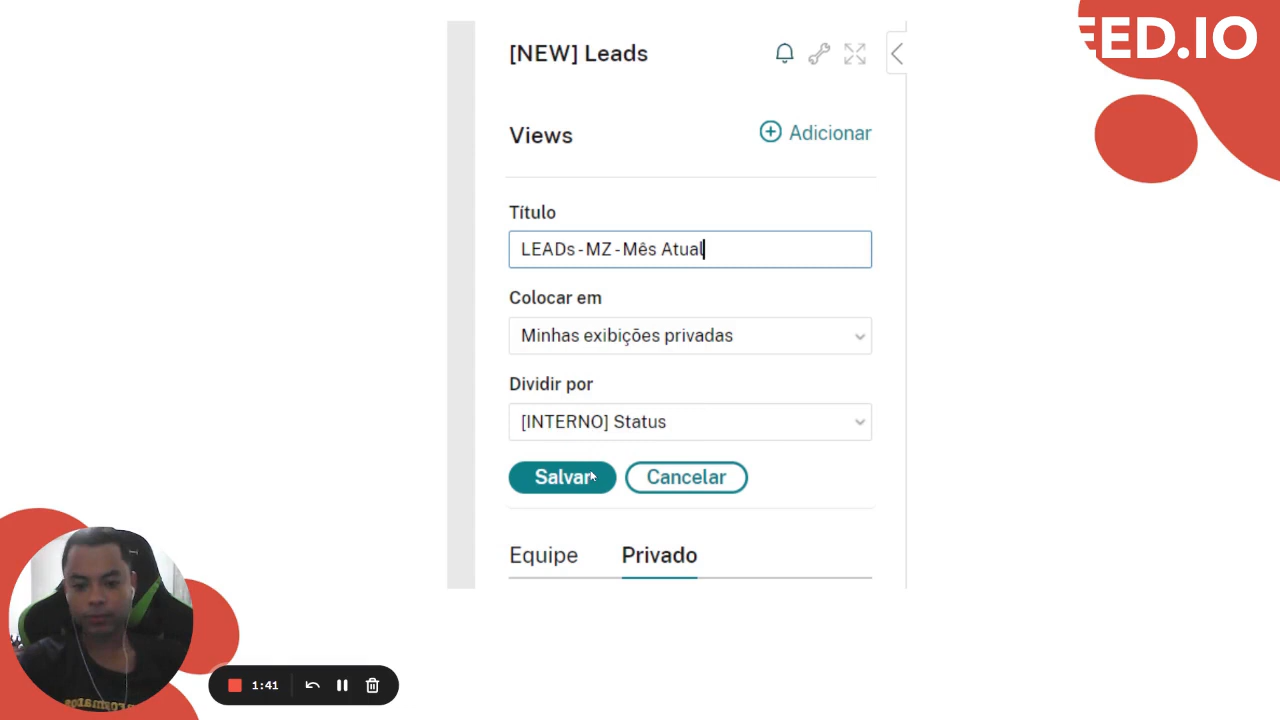 EED.IO
[NEW] Leads
Views
Adicionar
Título
LEADs - MZ - Mês Atual
Colocar em
Minhas exibições privadas
Dividir por
[INTERNO] Status
Salvar
Cancelar
Equipe
Privado
1:41